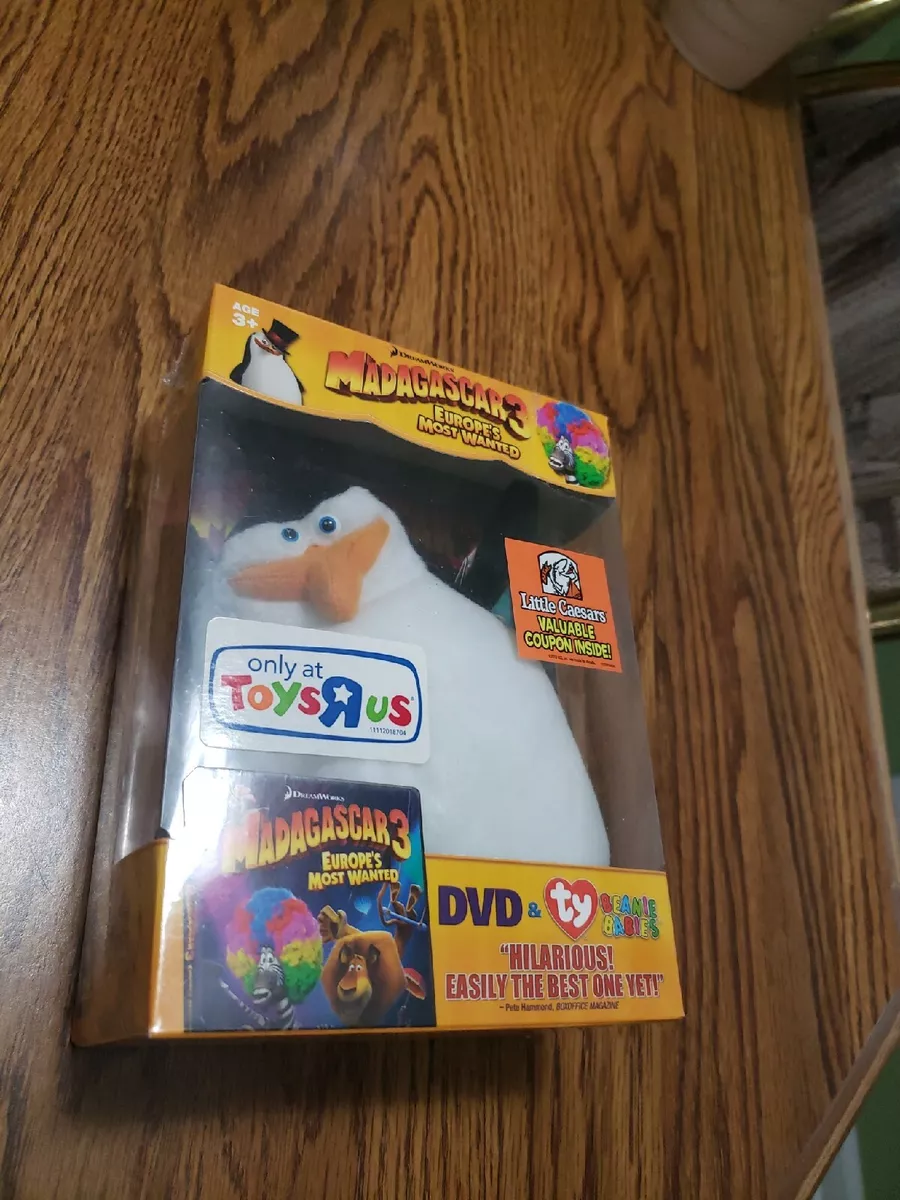 AGE
3+
DREAMWORKS
MADAGASCAR 3
EUROPE'S
MOST WANTED
Little Caesars
VALUABLE
COUPON INSIDE!
only at
ToysЯus
DREAMWORKS
MADAGASCAR 3
EUROPE'S
MOST WANTED
DVD & ty BEANIE
BABIES
"HILARIOUS!
EASILY THE BEST ONE YET!"
– Pete Hammond, BOXOFFICE MAGAZINE